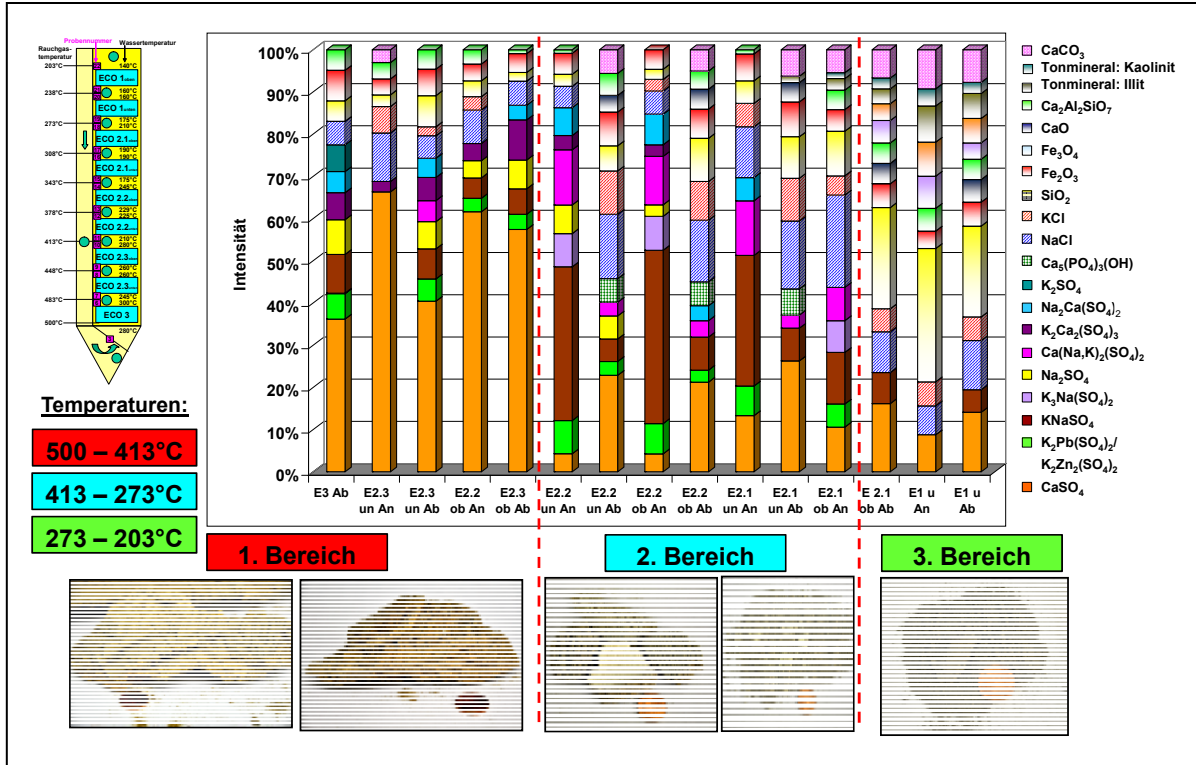 Probennummer
Rauchgas-
temperatur
Wassertemperatur
203°C
140°C
ECO 1
238°C
160°C
160°C
ECO 1
273°C
175°C
210°C
ECO 2.1
308°C
190°C
190°C
ECO 2.1
343°C
175°C
245°C
ECO 2.2
378°C
229°C
225°C
ECO 2.2
413°C
210°C
280°C
ECO 2.3
448°C
260°C
260°C
ECO 2.3
483°C
245°C
300°C
ECO 3
500°C
280°C
Temperaturen:
500 – 413°C
413 – 273°C
273 – 203°C
Intensität
100%
90%
80%
70%
60%
50%
40%
30%
20%
10%
0%
E3 Ab
E2.3 un An
E2.3 un Ab
E2.2 ob An
E2.3 ob Ab
E2.2 un An
E2.2 un Ab
E2.2 ob An
E2.2 ob Ab
E2.1 un An
E2.1 un Ab
E2.1 ob An
E 2.1 ob Ab
E1 u An
E1 u Ab
CaCO₃
Tonmineral: Kaolinit
Tonmineral: Illit
Ca₂Al₂SiO₇
CaO
Fe₃O₄
Fe₂O₃
SiO₂
KCl
NaCl
Ca₅(PO₄)₃(OH)
K₂SO₄
Na₂Ca(SO₄)₂
K₂Ca₂(SO₄)₃
Ca(Na,K)₂(SO₄)₂
Na₂SO₄
K₃Na(SO₄)₂
KNaSO₄
K₂Pb(SO₄)₂/
K₂Zn₂(SO₄)₂
CaSO₄
1. Bereich
2. Bereich
3. Bereich